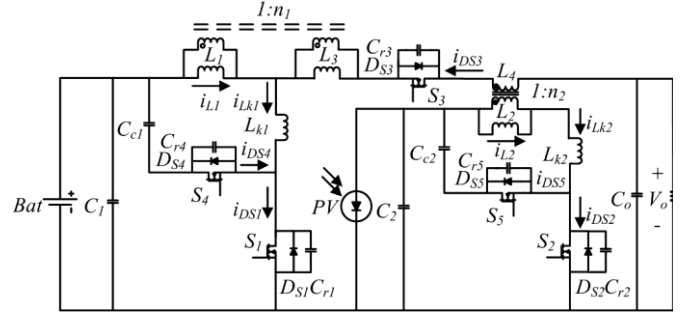 1:n1
L1
L3
Cr3
DS3
iDS3
L4
S3
1:n2
iL1
iLk1
Lk1
Cc1
Cr4
DS4
iDS4
S4
L2
iL2
iLk2
Lk2
Cc2
Cr5
DS5
iDS5
S5
Bat
C1
iDS1
S1
DS1Cr1
PV
C2
S2
iDS2
DS2Cr2
Co
+
Vo
-